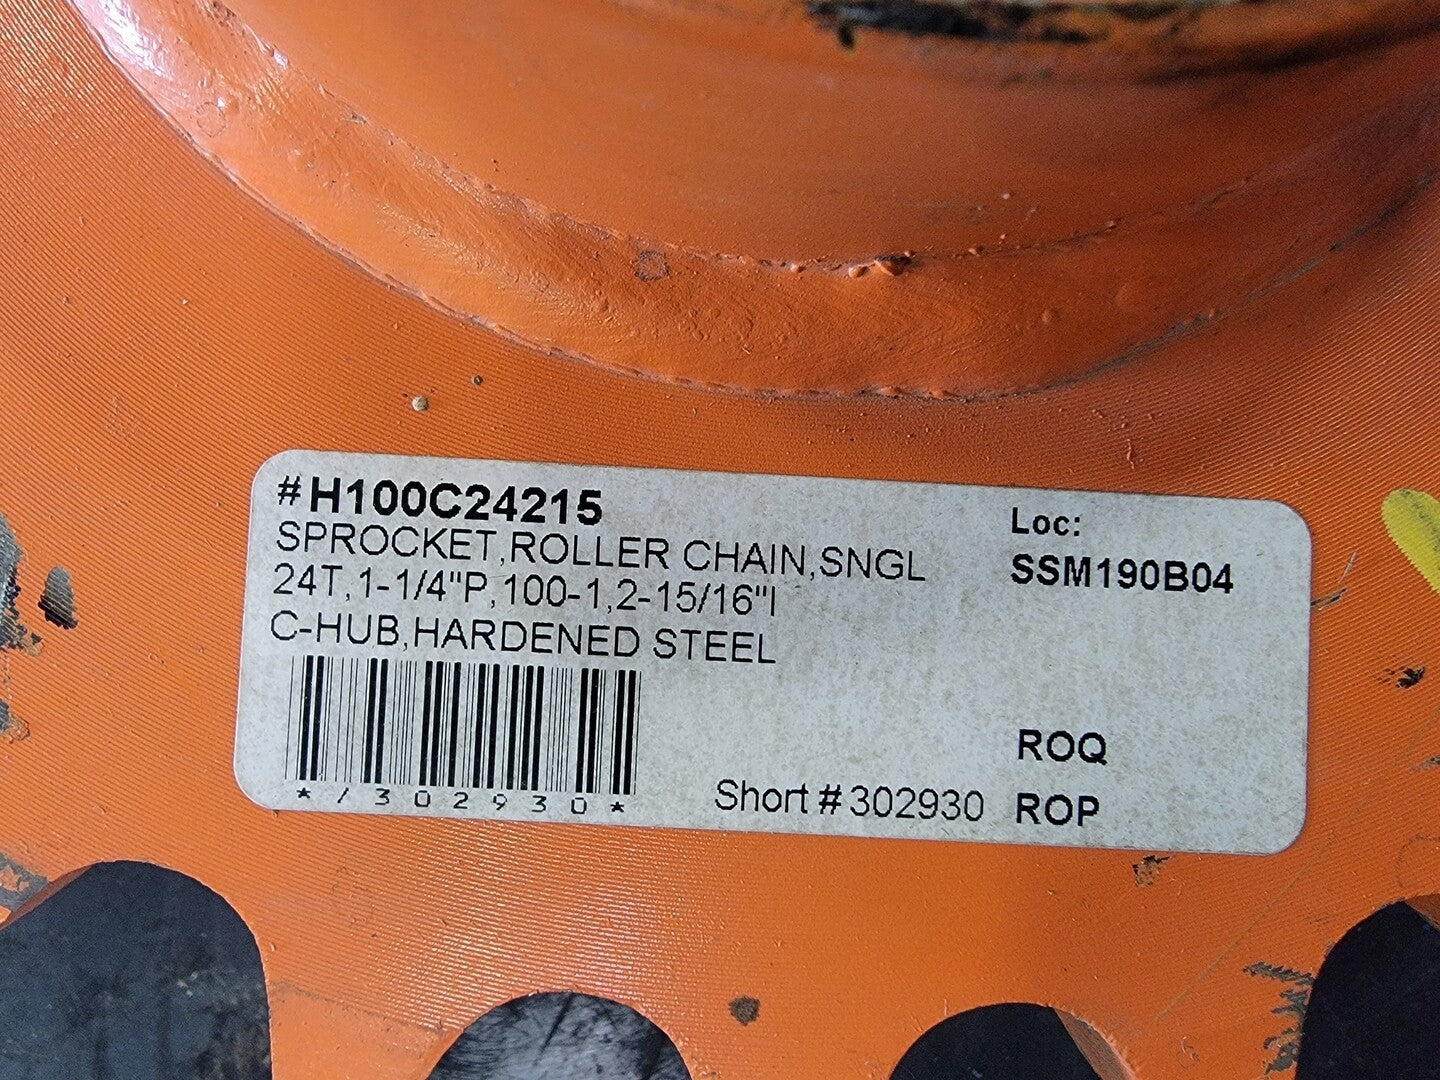 #H100C24215
SPROCKET,ROLLER CHAIN,SNGL
24T,1-1/4"P,100-1,2-15/16"|
C-HUB,HARDENED STEEL
*/302930*
Short #302930
Loc:
SSM190B04
ROQ
ROP